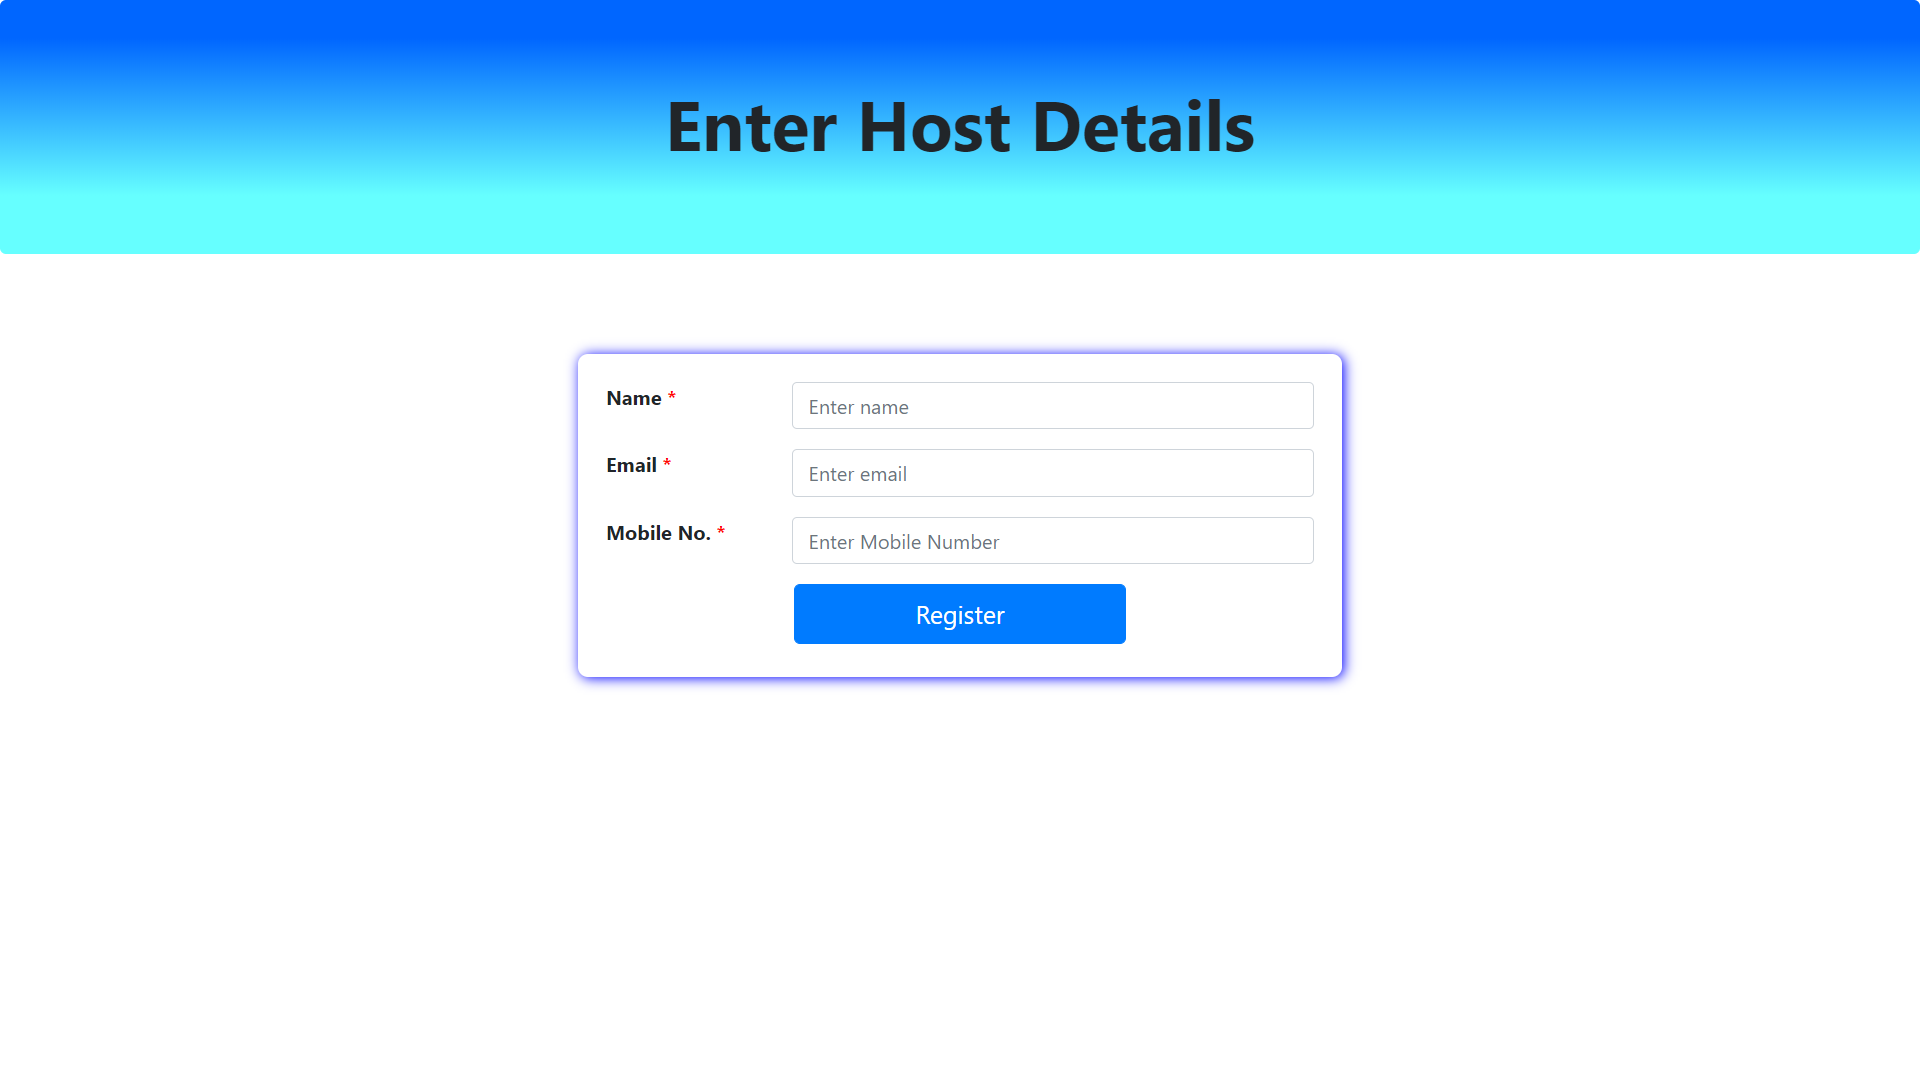 Enter Host Details
Name * Enter name
Email * Enter email
Mobile No. * Enter Mobile Number
Register